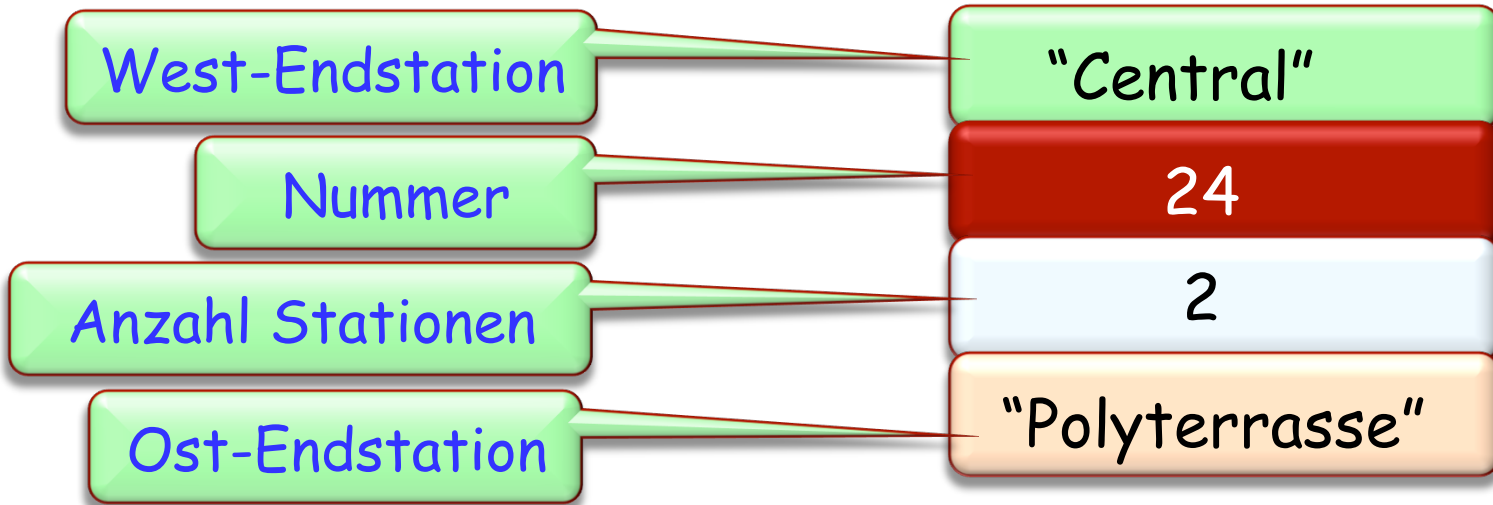 West-Endstation
“Central”
Nummer
24
Anzahl Stationen
2
Ost-Endstation
“Polyterrasse”